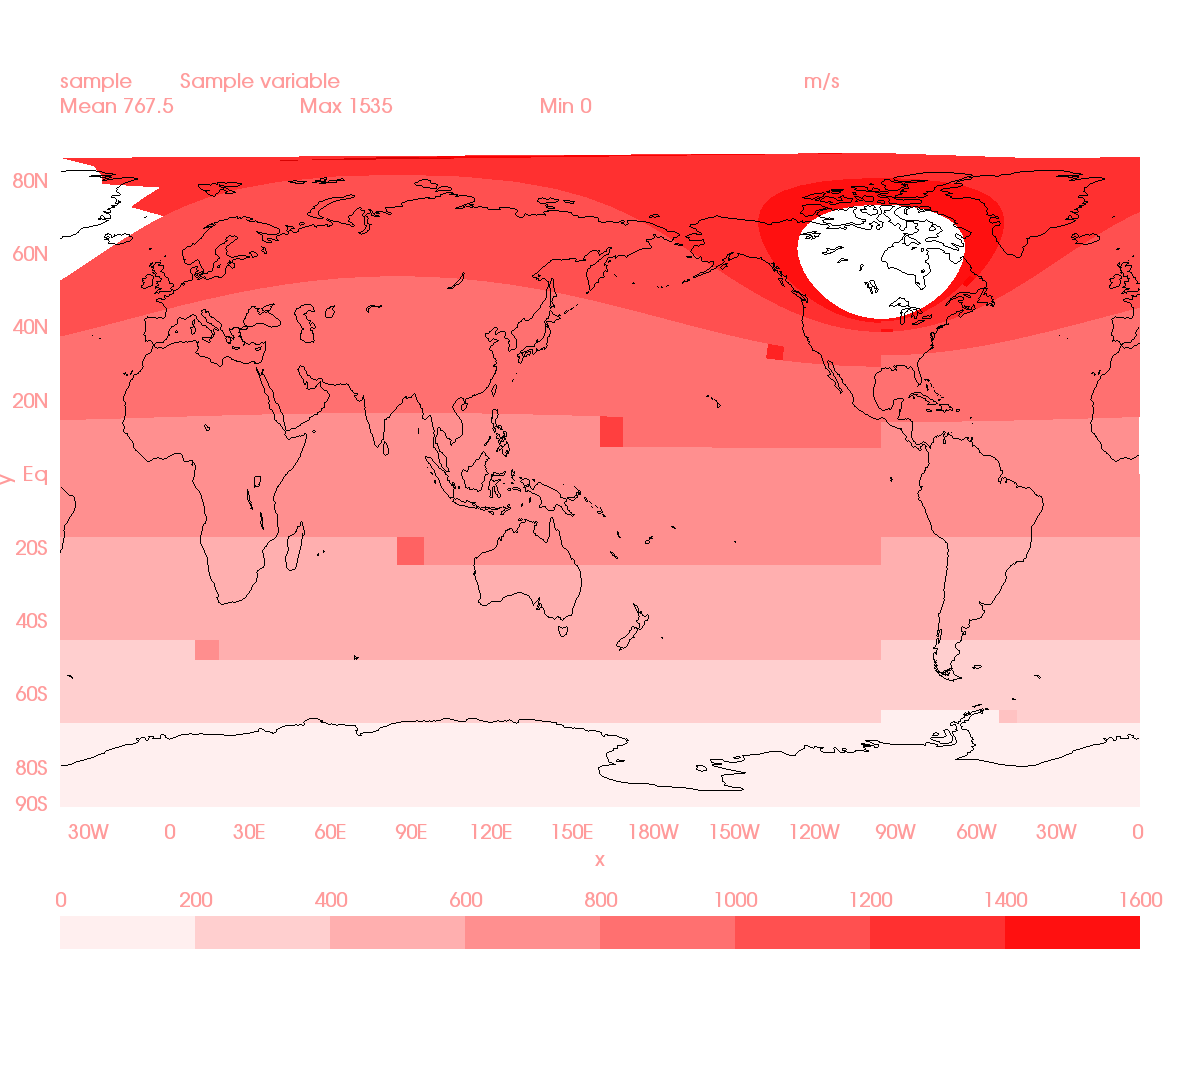 sample Sample variable m/s
Mean 767.5 Max 1535 Min 0
80N
60N
40N
20N
y Eq
20S
40S
60S
80S
90S
30W 0 30E 60E 90E 120E 150E 180W 150W 120W 90W 60W 30W 0
x
0 200 400 600 800 1000 1200 1400 1600